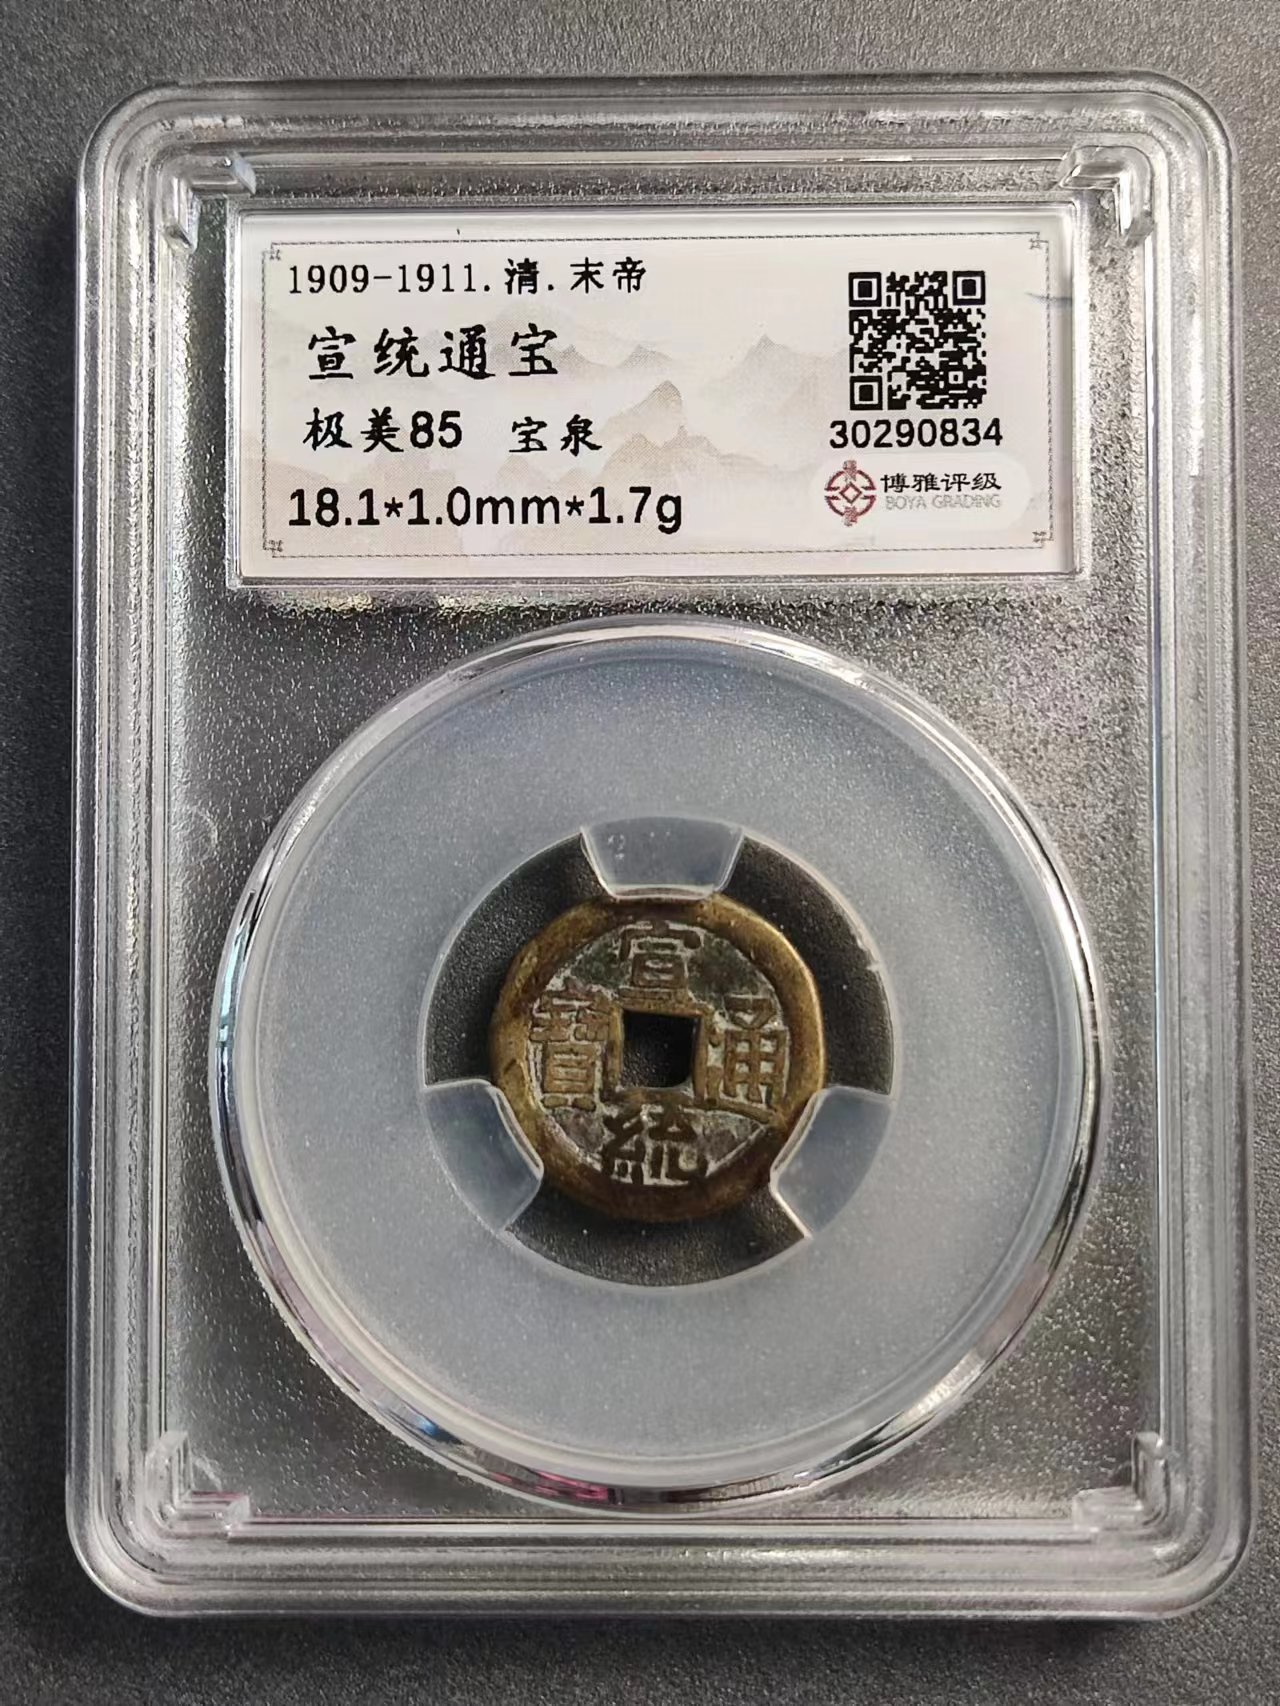 1909-1911.清.末帝
宣统通宝
极美85 宝泉
18.1*1.0mm*1.7g
30290834
博雅评级
BOYA GRADING
宣
寶 通
統